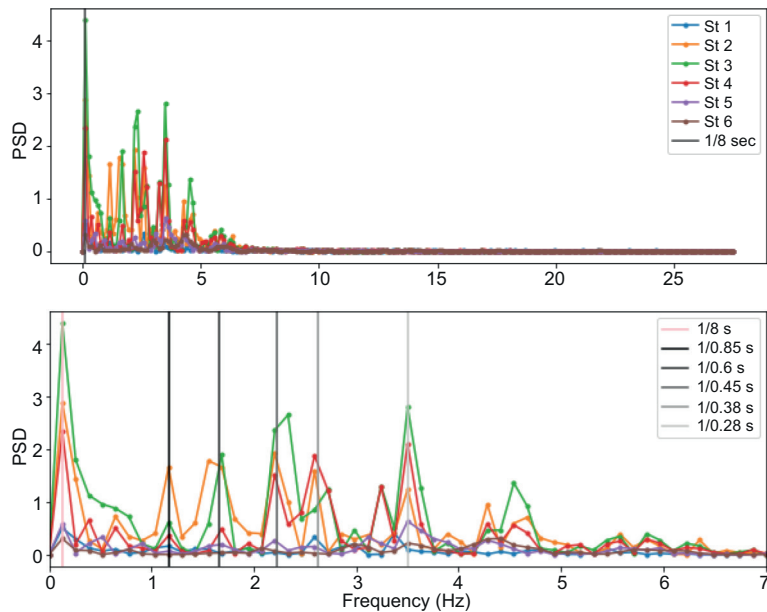 4
3
2
1
0
PSD
St 1
St 2
St 3
St 4
St 5
St 6
1/8 sec
0 5 10 15 20 25
4
3
2
1
0
PSD
1/8 s
1/0.85 s
1/0.6 s
1/0.45 s
1/0.38 s
1/0.28 s
0 1 2 3 4 5 6 7
Frequency (Hz)